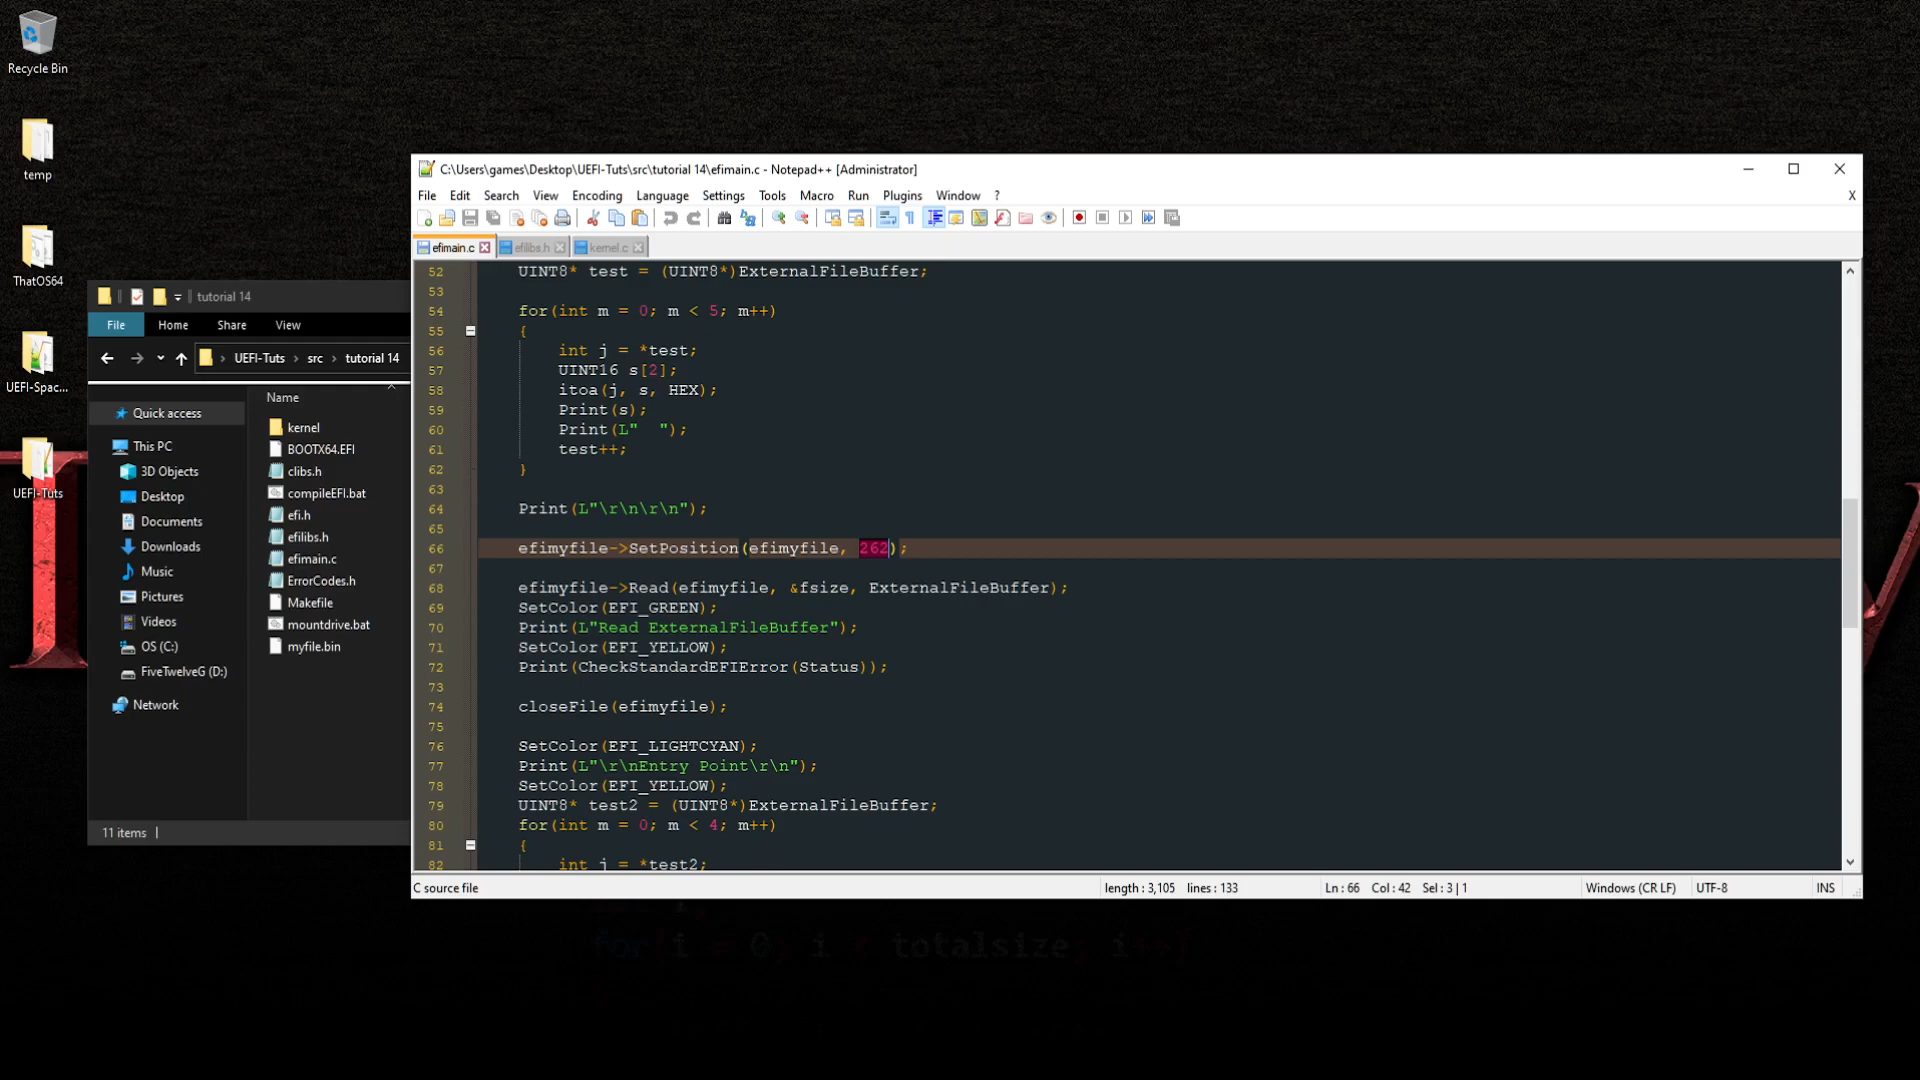 Recycle Bin
temp
ThatOS64
UEFI-Spac...
UEFI-Tuts
tutorial 14
File Home Share View
UEFI-Tuts › src › tutorial 14
Quick access
This PC
3D Objects
Desktop
Documents
Downloads
Music
Pictures
Videos
OS (C:)
FiveTwelveG (D:)
Network
Name
kernel
BOOTX64.EFI
clibs.h
compileEFI.bat
efi.h
efilibs.h
efimain.c
ErrorCodes.h
Makefile
mountdrive.bat
myfile.bin
11 items
C:\Users\games\Desktop\UEFI-Tuts\src\tutorial 14\efimain.c - Notepad++ [Administrator]
File Edit Search View Encoding Language Settings Tools Macro Run Plugins Window ? X
efimain.c efilibs.h kernel.c
52 UINT8* test = (UINT8*)ExternalFileBuffer;
53
54 for(int m = 0; m < 5; m++)
55 {
56 int j = *test;
57 UINT16 s[2];
58 itoa(j, s, HEX);
59 Print(s);
60 Print(L"  ");
61 test++;
62 }
63
64 Print(L"\r\n\r\n");
65
66 efimyfile->SetPosition(efimyfile, 262);
67
68 efimyfile->Read(efimyfile, &fsize, ExternalFileBuffer);
69 SetColor(EFI_GREEN);
70 Print(L"Read ExternalFileBuffer");
71 SetColor(EFI_YELLOW);
72 Print(CheckStandardEFIError(Status));
73
74 closeFile(efimyfile);
75
76 SetColor(EFI_LIGHTCYAN);
77 Print(L"\r\nEntry Point\r\n");
78 SetColor(EFI_YELLOW);
79 UINT8* test2 = (UINT8*)ExternalFileBuffer;
80 for(int m = 0; m < 4; m++)
81 {
82 int j = *test2;
C source file length : 3,105 lines : 133 Ln : 66 Col : 42 Sel : 3 | 1 Windows (CR LF) UTF-8 INS
for(i = 0; i < totalsize; i++)